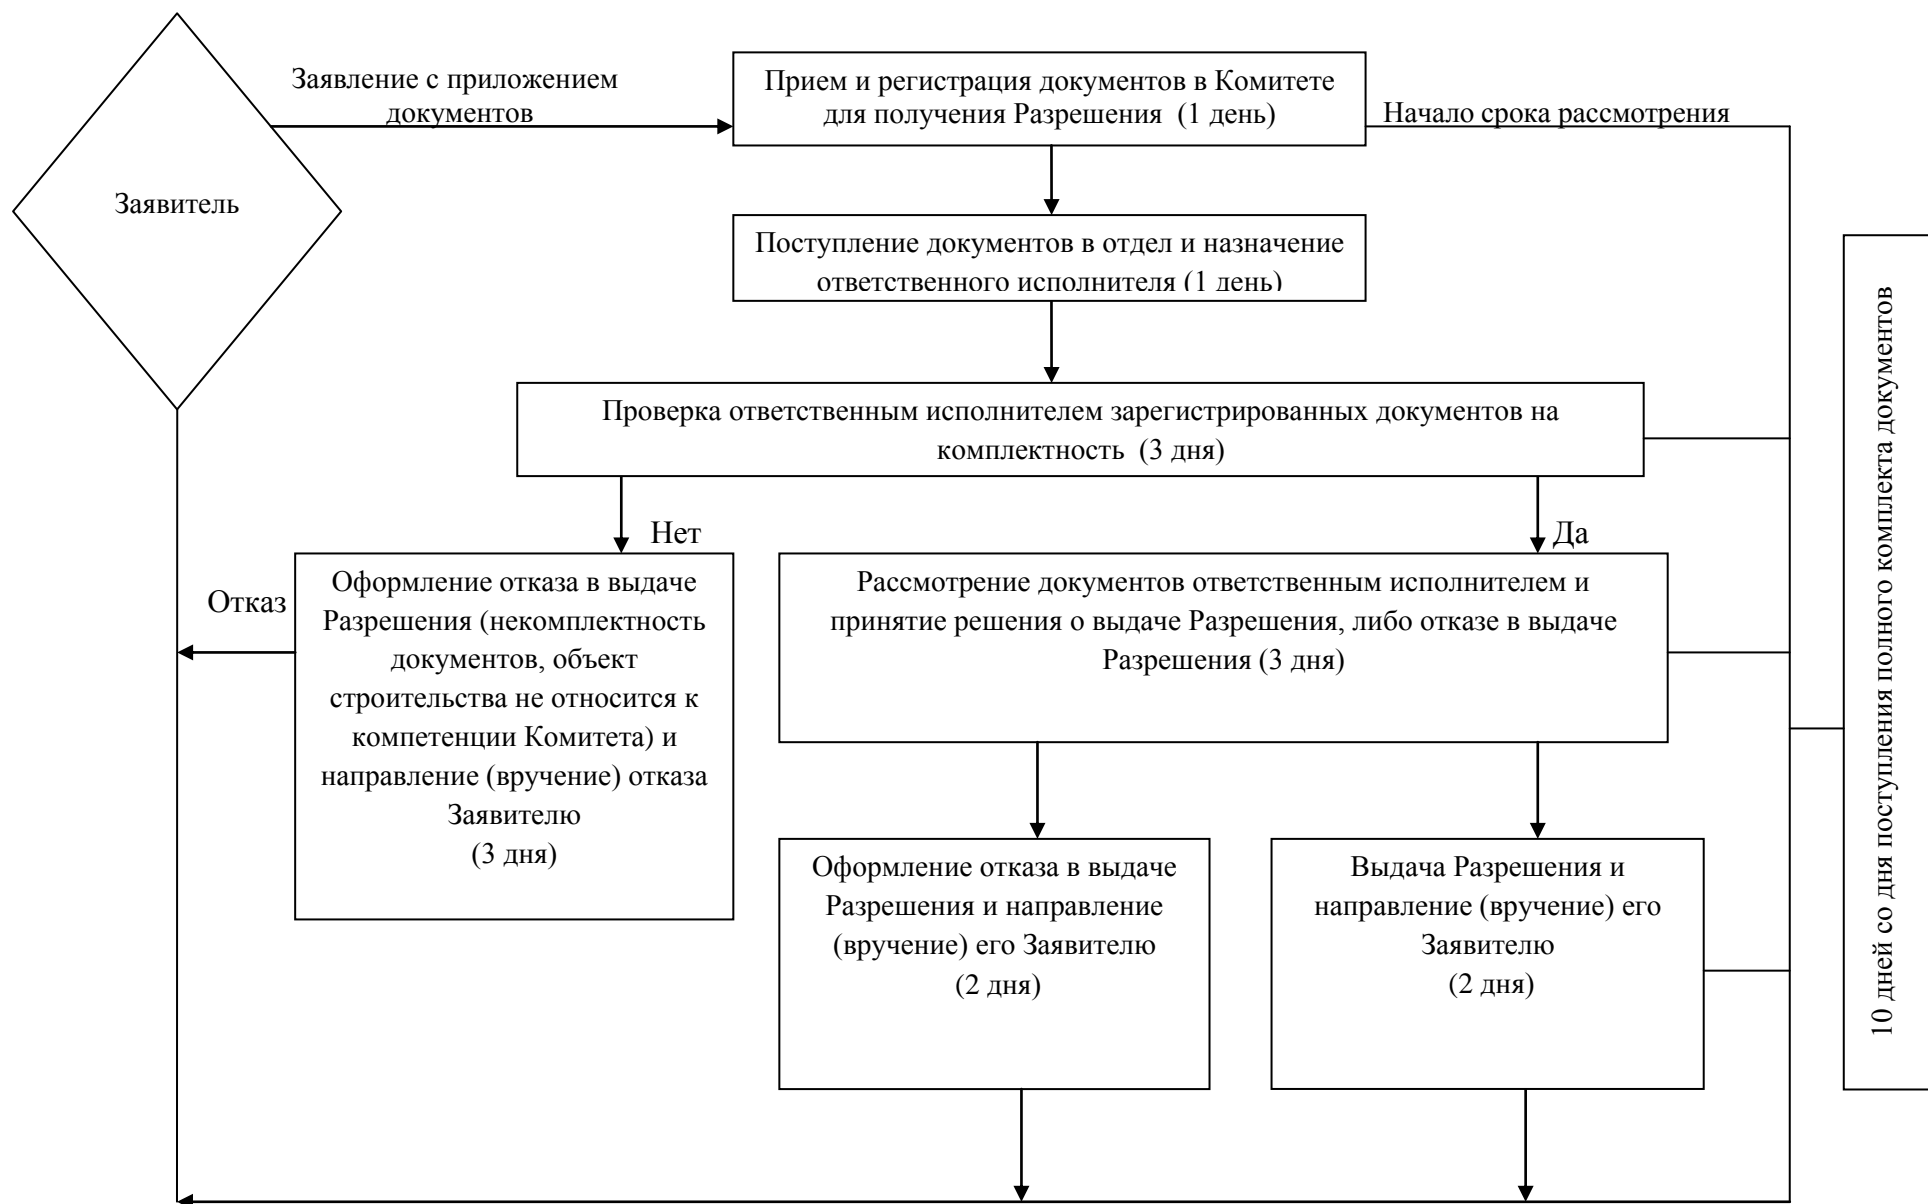 Заявитель
Заявление с приложением
документов
Прием и регистрация документов в Комитете
для получения Разрешения  (1 день)
Начало срока рассмотрения
Поступление документов в отдел и назначение
ответственного исполнителя (1 день)
Проверка ответственным исполнителем зарегистрированных документов на
комплектность  (3 дня)
Нет
Да
Отказ
Оформление отказа в выдаче
Разрешения (некомплектность
документов, объект
строительства не относится к
компетенции Комитета) и
направление (вручение) отказа
Заявителю
(3 дня)
Рассмотрение документов ответственным исполнителем и
принятие решения о выдаче Разрешения, либо отказе в выдаче
Разрешения (3 дня)
Оформление отказа в выдаче
Разрешения и направление
(вручение) его Заявителю
(2 дня)
Выдача Разрешения и
направление (вручение) его
Заявителю
(2 дня)
10 дней со дня поступления полного комплекта документов